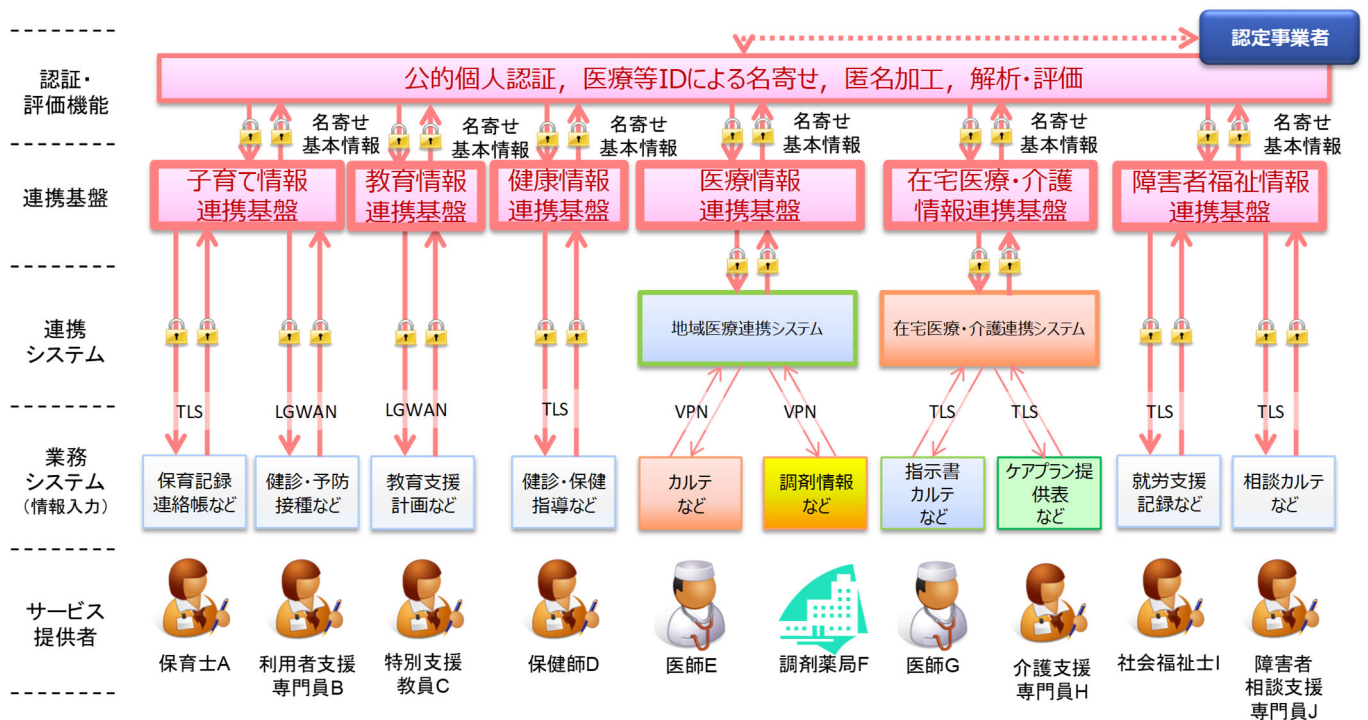 認定事業者
認証・
評価機能
公的個人認証，医療等IDによる名寄せ，匿名加工，解析・評価
名寄せ
基本情報
名寄せ
基本情報
名寄せ
基本情報
名寄せ
基本情報
名寄せ
基本情報
名寄せ
基本情報
連携基盤
子育て情報
連携基盤
教育情報
連携基盤
健康情報
連携基盤
医療情報
連携基盤
在宅医療・介護
情報連携基盤
障害者福祉情報
連携基盤
連携
システム
地域医療連携システム
在宅医療・介護連携システム
TLS
LGWAN
LGWAN
TLS
VPN
VPN
TLS
TLS
TLS
TLS
業務
システム
（情報入力）
保育記録
連絡帳など
健診・予防
接種など
教育支援
計画など
健診・保健
指導など
カルテ
など
調剤情報
など
指示書
カルテ
など
ケアプラン提
供表
など
就労支援
記録など
相談カルテ
など
サービス
提供者
保育士A
利用者支援
専門員B
特別支援
教員C
保健師D
医師E
調剤薬局F
医師G
介護支援
専門員H
社会福祉士I
障害者
相談支援
専門員J